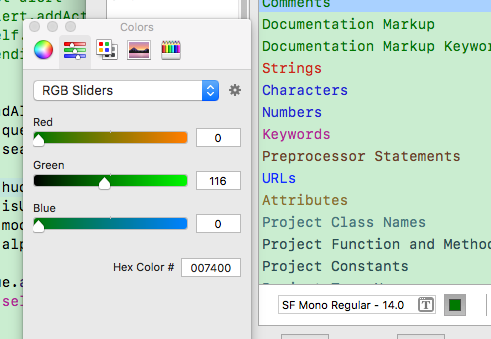 Colors
RGB Sliders
Red
0
Green
116
Blue
0
Hex Color #
007400
Comments
Documentation Markup
Documentation Markup Keywor
Strings
Characters
Numbers
Keywords
Preprocessor Statements
URLs
Attributes
Project Class Names
Project Function and Method
Project Constants
SF Mono Regular - 14.0
T